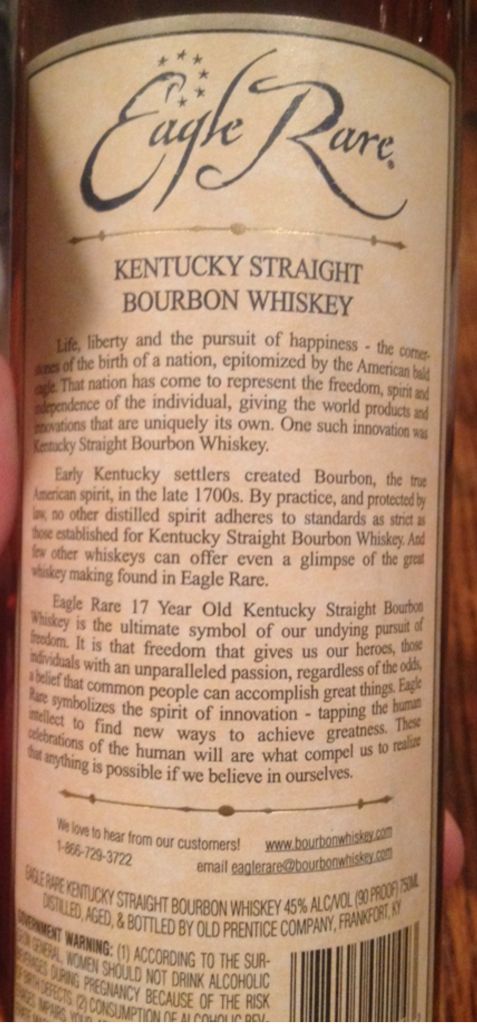 Eagle Rare®
KENTUCKY STRAIGHT
BOURBON WHISKEY
Life, liberty and the pursuit of happiness - the corner-
stones of the birth of a nation, epitomized by the American bald
eagle. That nation has come to represent the freedom, spirit and
independence of the individual, giving the world products and
innovations that are uniquely its own. One such innovation was
Kentucky Straight Bourbon Whiskey.
Early Kentucky settlers created Bourbon, the true
American spirit, in the late 1700s. By practice, and protected by
law, no other distilled spirit adheres to standards as strict as
those established for Kentucky Straight Bourbon Whiskey. And
few other whiskeys can offer even a glimpse of the great
whiskey making found in Eagle Rare.
Eagle Rare 17 Year Old Kentucky Straight Bourbon
Whiskey is the ultimate symbol of our undying pursuit of
freedom. It is that freedom that gives us our heroes, those
individuals with an unparalleled passion, regardless of the odds,
a belief that common people can accomplish great things. Eagle
Rare symbolizes the spirit of innovation - tapping the human
intellect to find new ways to achieve greatness. These
celebrations of the human will are what compel us to realize
that anything is possible if we believe in ourselves.
We love to hear from our customers! www.bourbonwhiskey.com
1-866-729-3722 email eaglerare@bourbonwhiskey.com
EAGLE RARE KENTUCKY STRAIGHT BOURBON WHISKEY 45% ALC/VOL (90 PROOF) 750ML
DISTILLED, AGED, & BOTTLED BY OLD PRENTICE COMPANY, FRANKFORT, KY
GOVERNMENT WARNING: (1) ACCORDING TO THE SUR-
GEON GENERAL, WOMEN SHOULD NOT DRINK ALCOHOLIC
BEVERAGES DURING PREGNANCY BECAUSE OF THE RISK
OF BIRTH DEFECTS. (2) CONSUMPTION OF ALCOHOLIC BEV-
ERAGES IMPAIRS YOUR